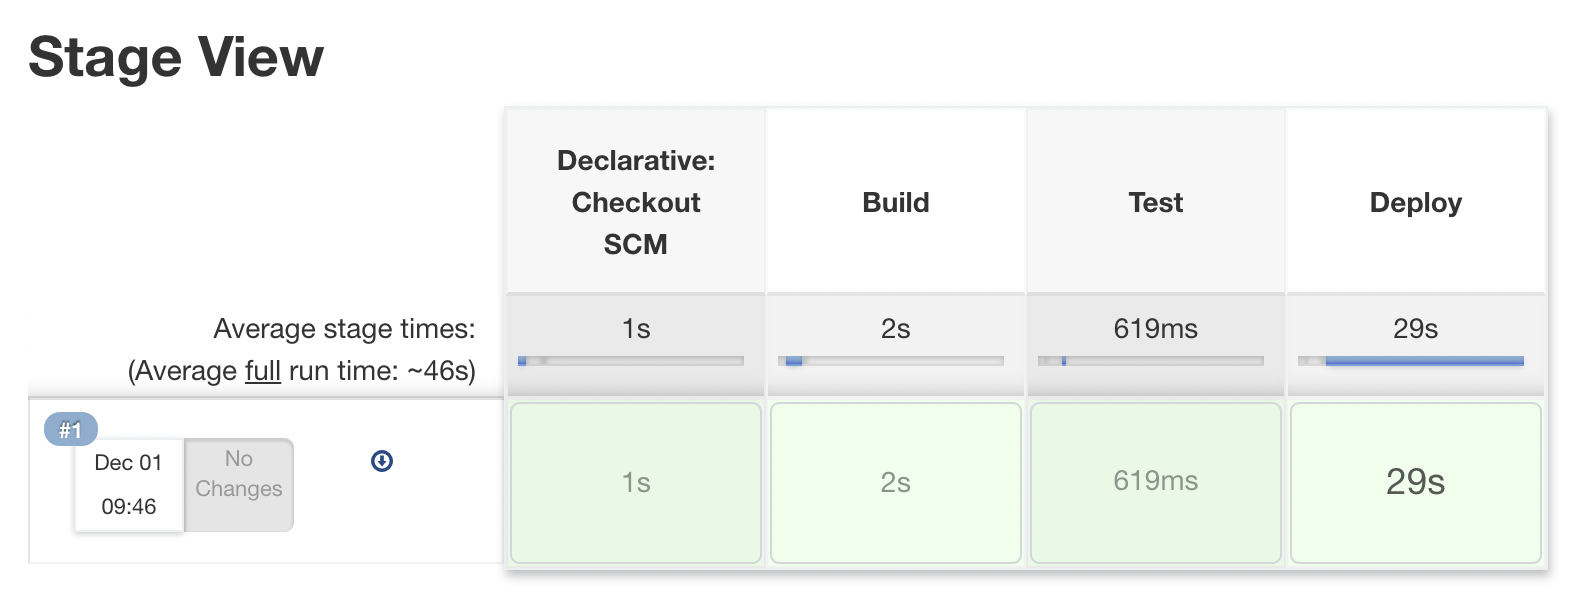 Stage View
Declarative:
Checkout
SCM
Build
Test
Deploy
Average stage times:
(Average full run time: ~46s)
1s
2s
619ms
29s
#1
Dec 01
09:46
No
Changes
1s
2s
619ms
29s